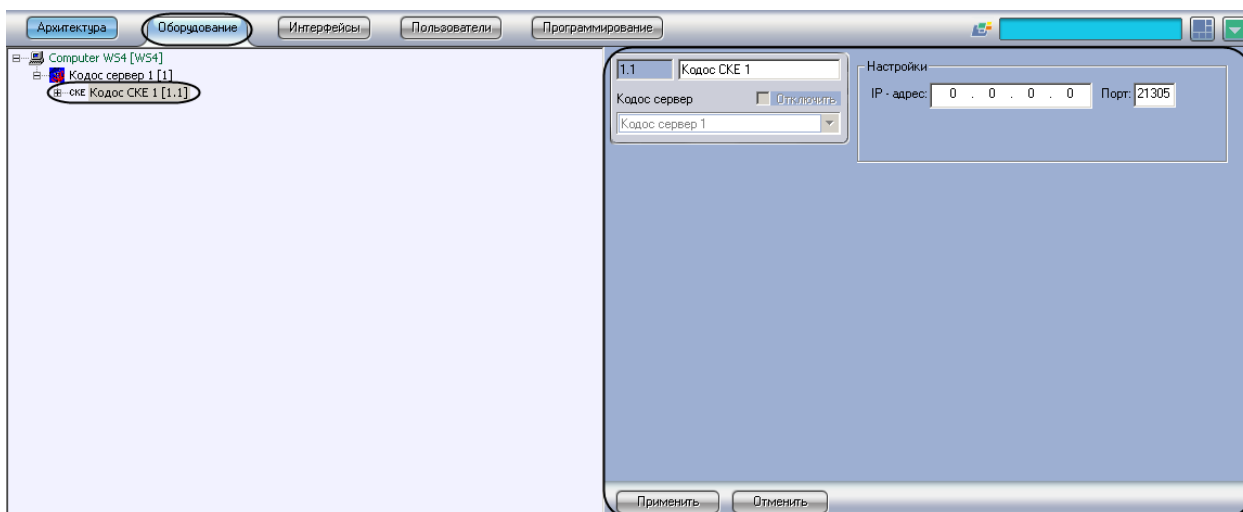 Архитектура Оборудование Интерфейсы Пользователи Программирование
Computer WS4 [WS4]
Кодос сервер 1 [1]
СКЕ Кодос СКЕ 1 [1.1]
1.1 Кодос СКЕ 1
Кодос сервер Отключить
Кодос сервер 1
Настройки
IP - адрес: 0 . 0 . 0 . 0 Порт: 21305
Применить Отменить